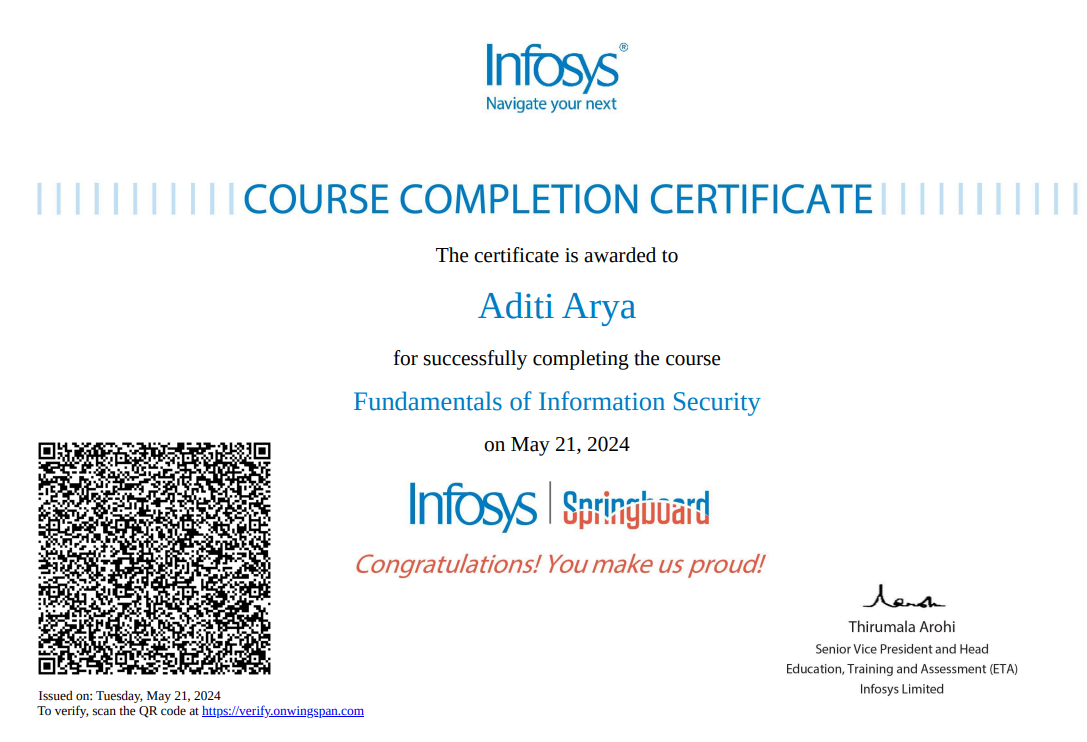 Infosys®
Navigate your next
COURSE COMPLETION CERTIFICATE
The certificate is awarded to
Aditi Arya
for successfully completing the course
Fundamentals of Information Security
on May 21, 2024
Infosys | Springboard
Congratulations! You make us proud!
Thirumala Arohi
Senior Vice President and Head
Education, Training and Assessment (ETA)
Infosys Limited
Issued on: Tuesday, May 21, 2024
To verify, scan the QR code at https://verify.onwingspan.com